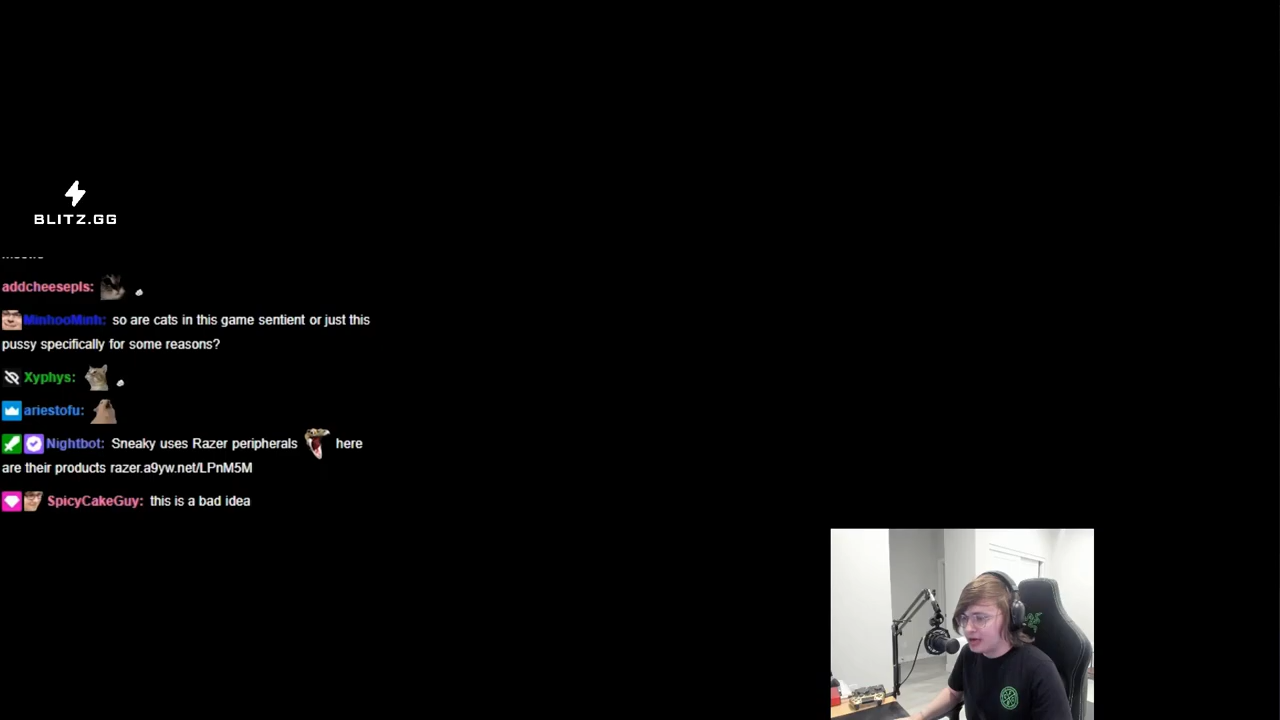 BLITZ.GG
addcheesepls:
MinhooMinh: so are cats in this game sentient or just this
pussy specifically for some reasons?
Xyphys:
ariestofu:
Nightbot: Sneaky uses Razer peripherals here
are their products razer.a9yw.net/LPnM5M
SpicyCakeGuy: this is a bad idea